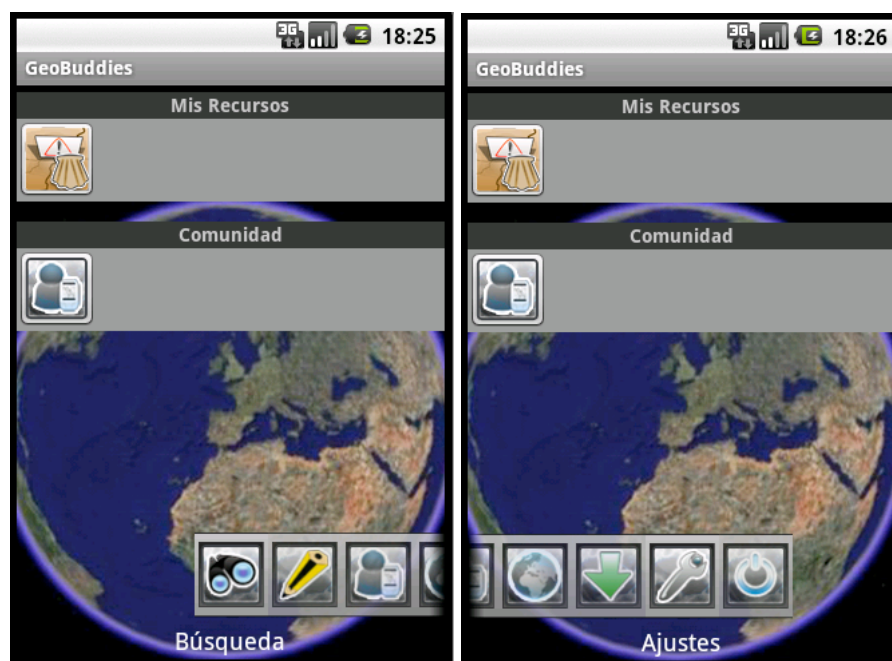 18:25
GeoBuddies
Mis Recursos
Comunidad
Búsqueda
18:26
GeoBuddies
Mis Recursos
Comunidad
Ajustes